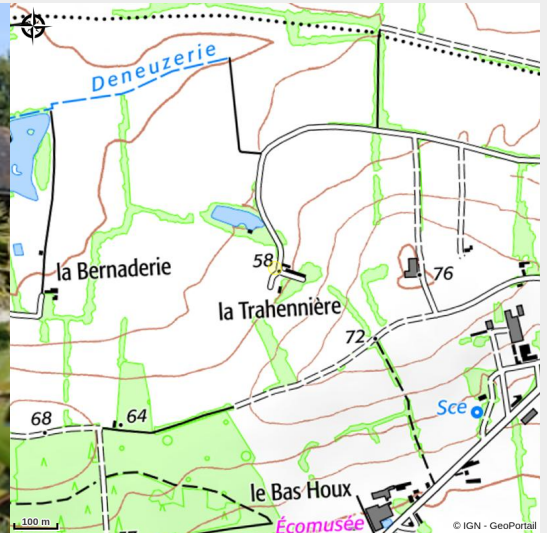 Deneuzerie
la Bernaderie
58
76
la Trahennière
72
68
64
Sce
le Bas Houx
Écomusée
100 m
© IGN - GeoPortail